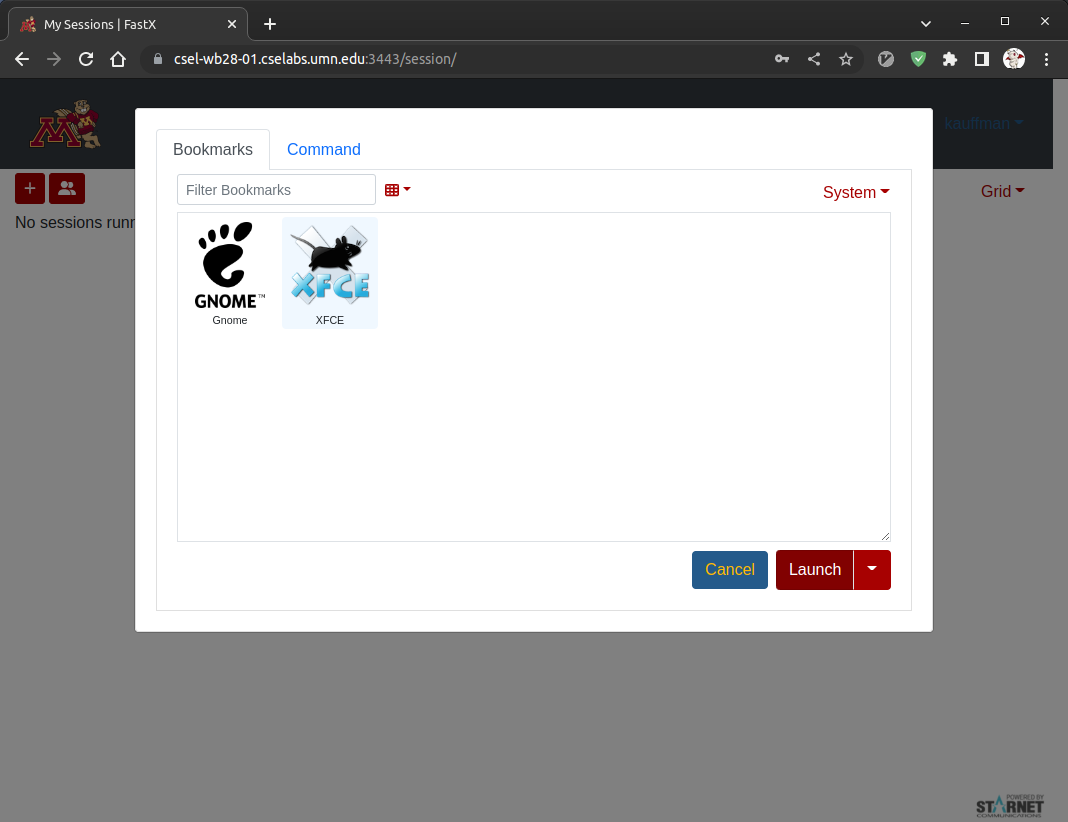 My Sessions | FastX
csel-wb28-01.cselabs.umn.edu:3443/session/
M
kauffman
Bookmarks
Command
Filter Bookmarks
System
Grid
No sessions runn
GNOME™
Gnome
XFCE
XFCE
Cancel
Launch
POWERED BY
STARNET
COMMUNICATIONS